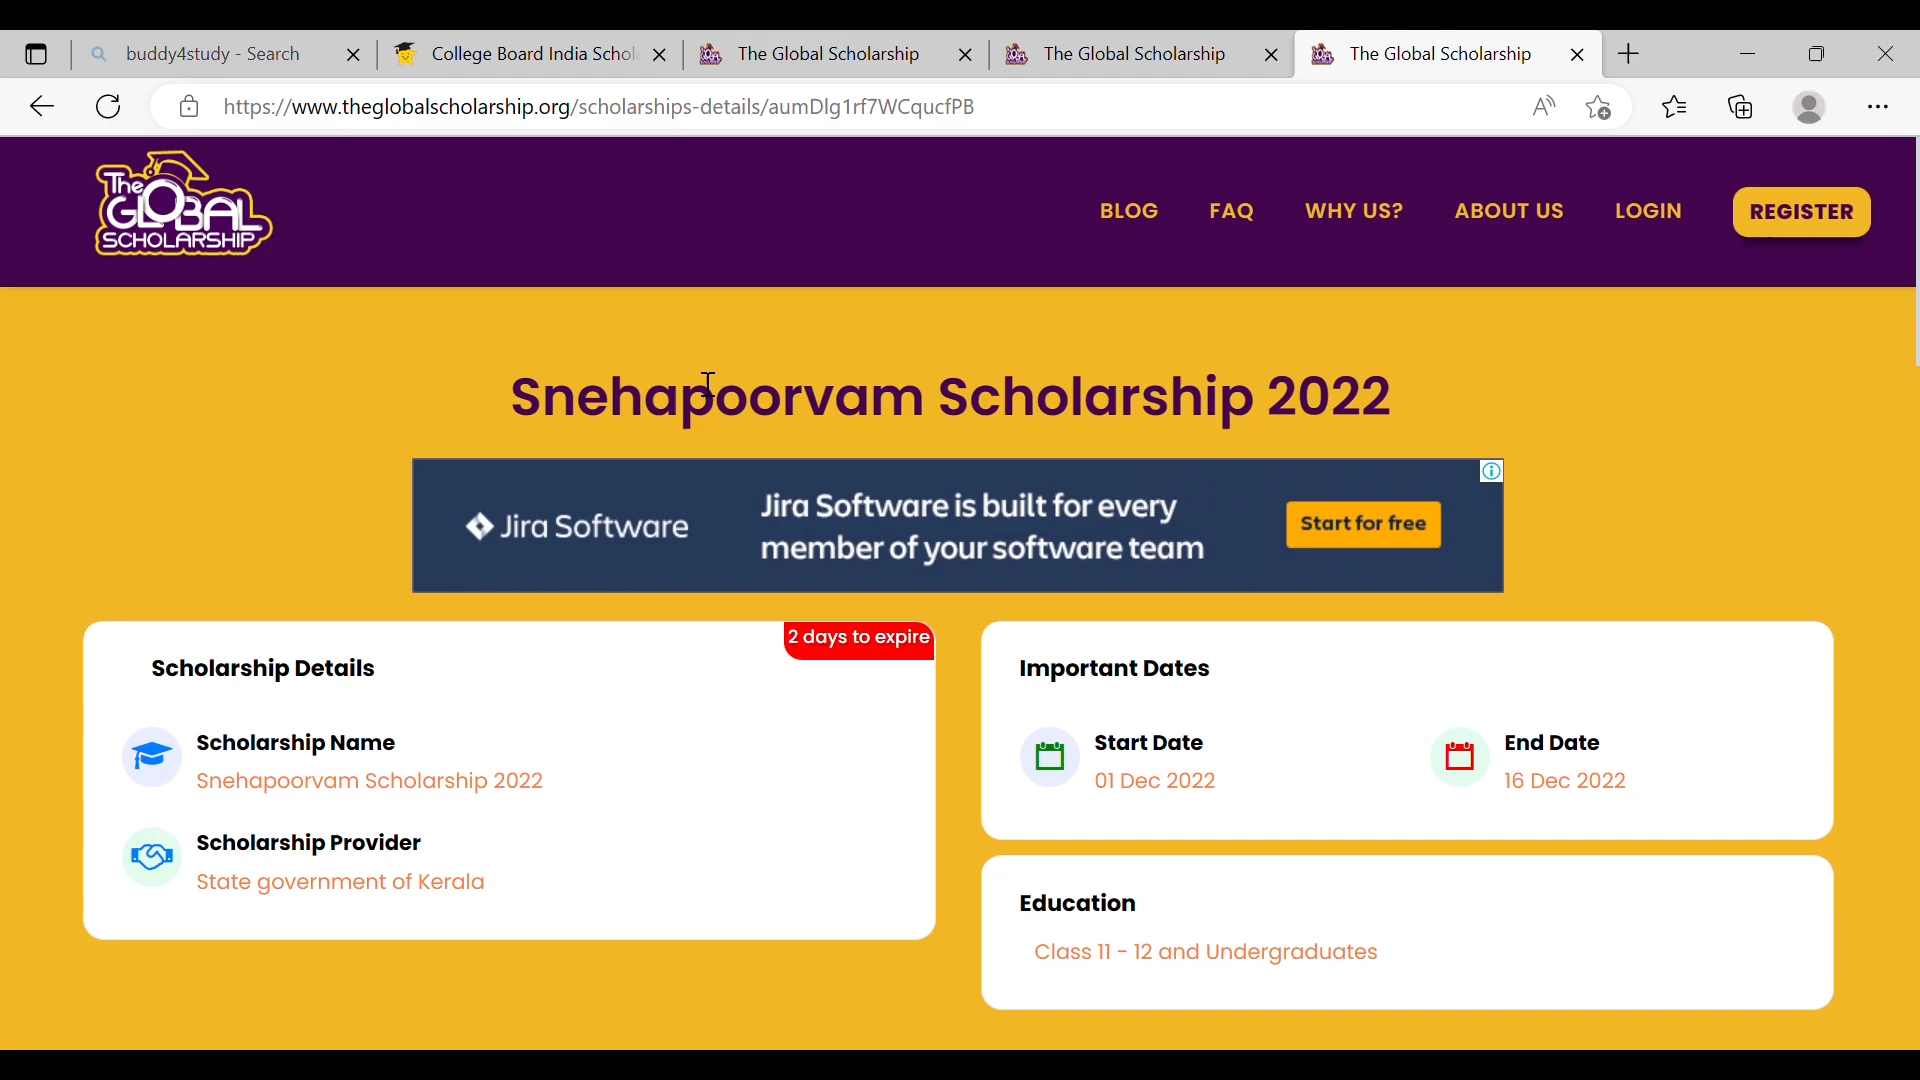 buddy4study - Search
College Board India Schol
The Global Scholarship
The Global Scholarship
The Global Scholarship
https://www.theglobalscholarship.org/scholarships-details/aumDlg1rf7WCqucfPB
The
GLOBAL
SCHOLARSHIP
BLOG
FAQ
WHY US?
ABOUT US
LOGIN
REGISTER
Snehapoorvam Scholarship 2022
Jira Software
Jira Software is built for every
member of your software team
Start for free
2 days to expire
Scholarship Details
Scholarship Name
Snehapoorvam Scholarship 2022
Scholarship Provider
State government of Kerala
Important Dates
Start Date
01 Dec 2022
End Date
16 Dec 2022
Education
Class 11 - 12 and Undergraduates